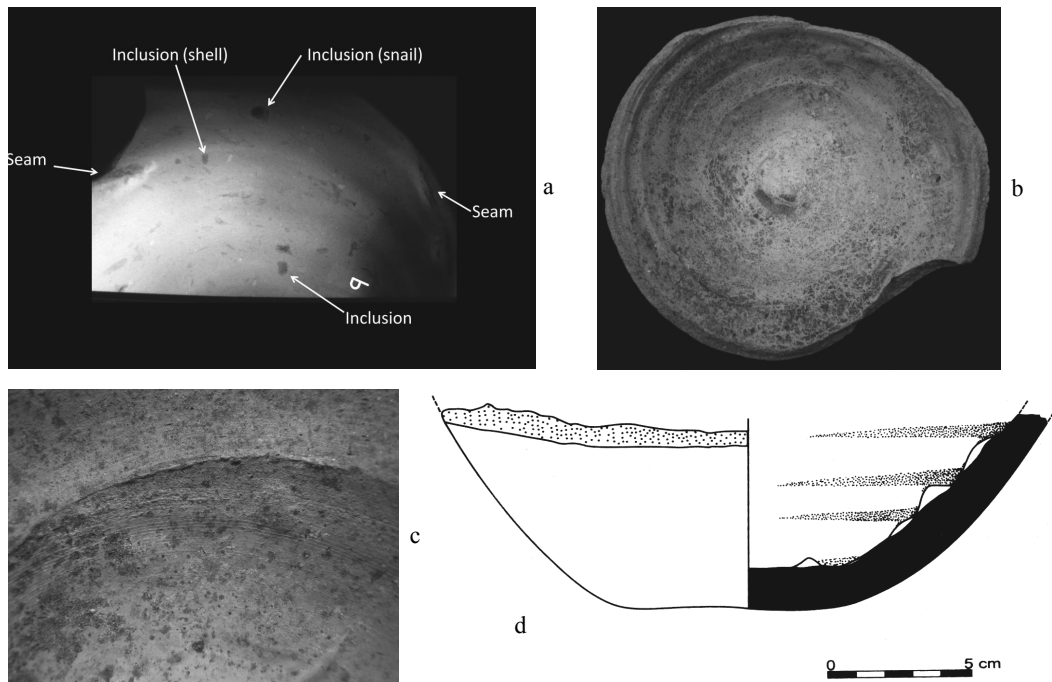 Inclusion (shell)
Inclusion (snail)
Seam
Seam
Inclusion
a
b
c
d
0 5 cm